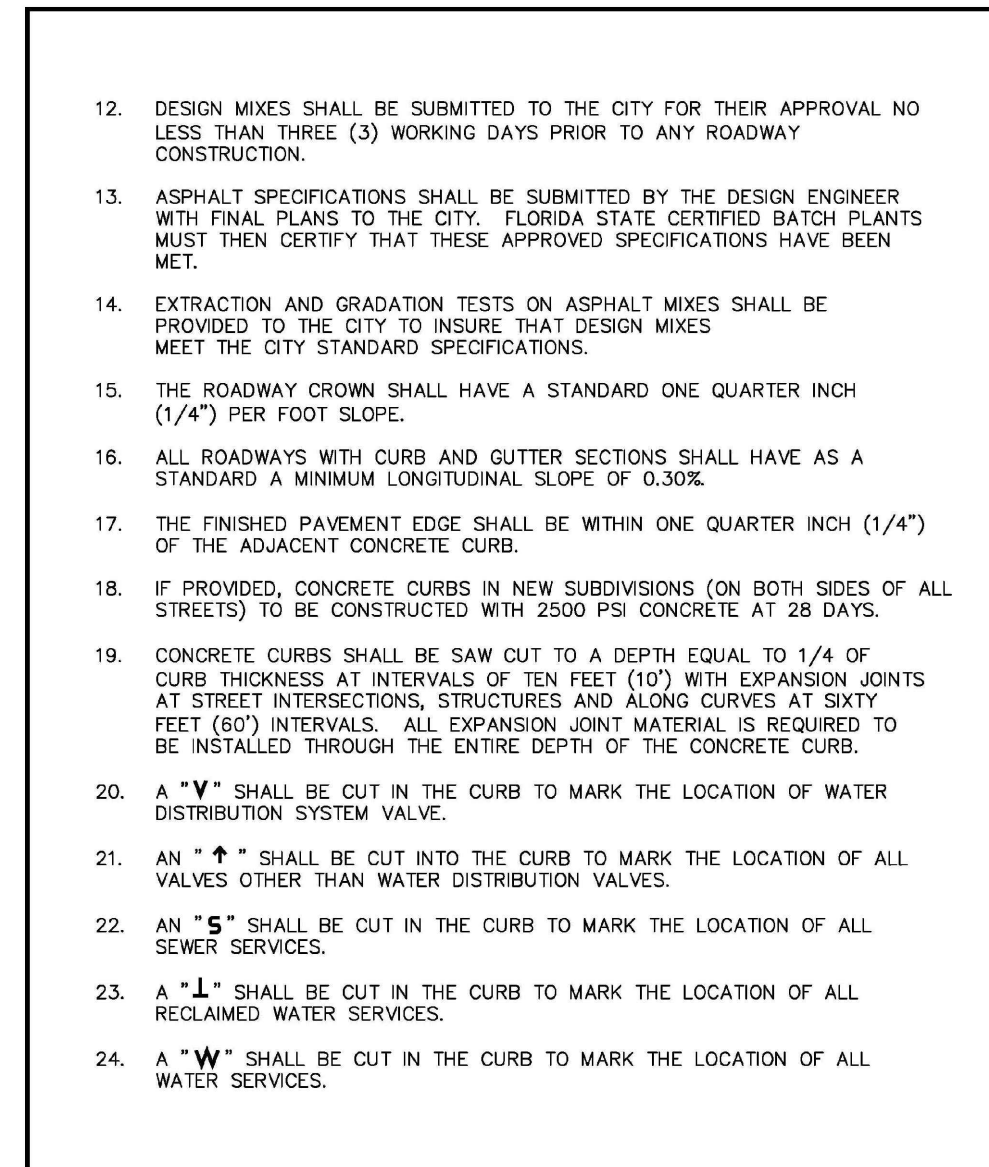 12. DESIGN MIXES SHALL BE SUBMITTED TO THE CITY FOR THEIR APPROVAL NO
LESS THAN THREE (3) WORKING DAYS PRIOR TO ANY ROADWAY
CONSTRUCTION.
13. ASPHALT SPECIFICATIONS SHALL BE SUBMITTED BY THE DESIGN ENGINEER
WITH FINAL PLANS TO THE CITY. FLORIDA STATE CERTIFIED BATCH PLANTS
MUST THEN CERTIFY THAT THESE APPROVED SPECIFICATIONS HAVE BEEN
MET.
14. EXTRACTION AND GRADATION TESTS ON ASPHALT MIXES SHALL BE
PROVIDED TO THE CITY TO INSURE THAT DESIGN MIXES
MEET THE CITY STANDARD SPECIFICATIONS.
15. THE ROADWAY CROWN SHALL HAVE A STANDARD ONE QUARTER INCH
(1/4") PER FOOT SLOPE.
16. ALL ROADWAYS WITH CURB AND GUTTER SECTIONS SHALL HAVE AS A
STANDARD A MINIMUM LONGITUDINAL SLOPE OF 0.30%.
17. THE FINISHED PAVEMENT EDGE SHALL BE WITHIN ONE QUARTER INCH (1/4")
OF THE ADJACENT CONCRETE CURB.
18. IF PROVIDED, CONCRETE CURBS IN NEW SUBDIVISIONS (ON BOTH SIDES OF ALL
STREETS) TO BE CONSTRUCTED WITH 2500 PSI CONCRETE AT 28 DAYS.
19. CONCRETE CURBS SHALL BE SAW CUT TO A DEPTH EQUAL TO 1/4 OF
CURB THICKNESS AT INTERVALS OF TEN FEET (10') WITH EXPANSION JOINTS
AT STREET INTERSECTIONS, STRUCTURES AND ALONG CURVES AT SIXTY
FEET (60') INTERVALS. ALL EXPANSION JOINT MATERIAL IS REQUIRED TO
BE INSTALLED THROUGH THE ENTIRE DEPTH OF THE CONCRETE CURB.
20. A "V" SHALL BE CUT IN THE CURB TO MARK THE LOCATION OF WATER
DISTRIBUTION SYSTEM VALVE.
21. AN "↑" SHALL BE CUT INTO THE CURB TO MARK THE LOCATION OF ALL
VALVES OTHER THAN WATER DISTRIBUTION VALVES.
22. AN "S" SHALL BE CUT IN THE CURB TO MARK THE LOCATION OF ALL
SEWER SERVICES.
23. A "⊥" SHALL BE CUT IN THE CURB TO MARK THE LOCATION OF ALL
RECLAIMED WATER SERVICES.
24. A "W" SHALL BE CUT IN THE CURB TO MARK THE LOCATION OF ALL
WATER SERVICES.